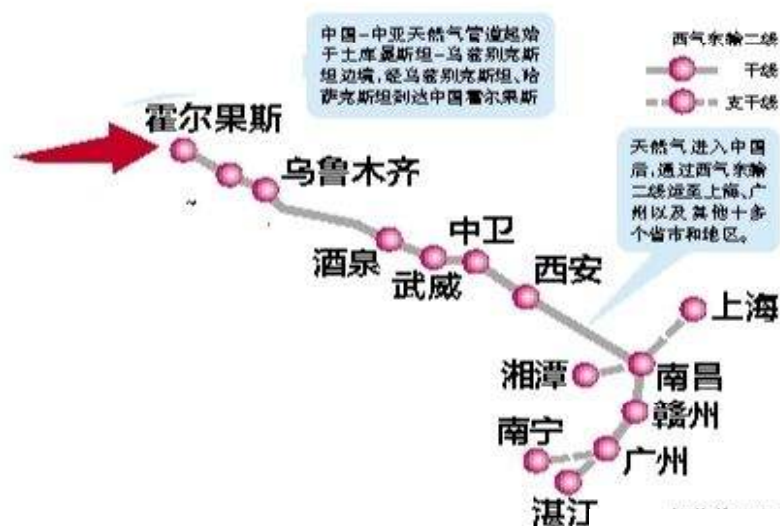 中国-中亚天然气管道起始
于土库曼斯坦-乌兹别克斯
坦边境，经乌兹别克斯坦、哈
萨克斯坦到达中国霍尔果斯
西气东输二线
干线
支干线
霍尔果斯
乌鲁木齐
天然气进入中国
后，通过西气东输
二线运至上海、广
州以及其他十多
个省市和地区。
酒泉
武威
中卫
西安
上海
湘潭
南昌
赣州
南宁
广州
湛江